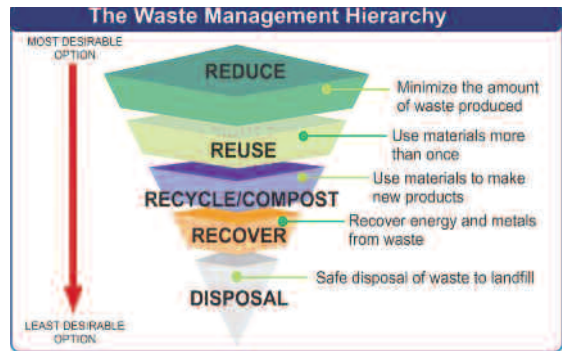 The Waste Management Hierarchy
MOST DESIRABLE
OPTION
REDUCE
Minimize the amount
of waste produced
REUSE
Use materials more
than once
RECYCLE/COMPOST
Use materials to make
new products
RECOVER
Recover energy and metals
from waste
DISPOSAL
Safe disposal of waste to landfill
LEAST DESIRABLE
OPTION